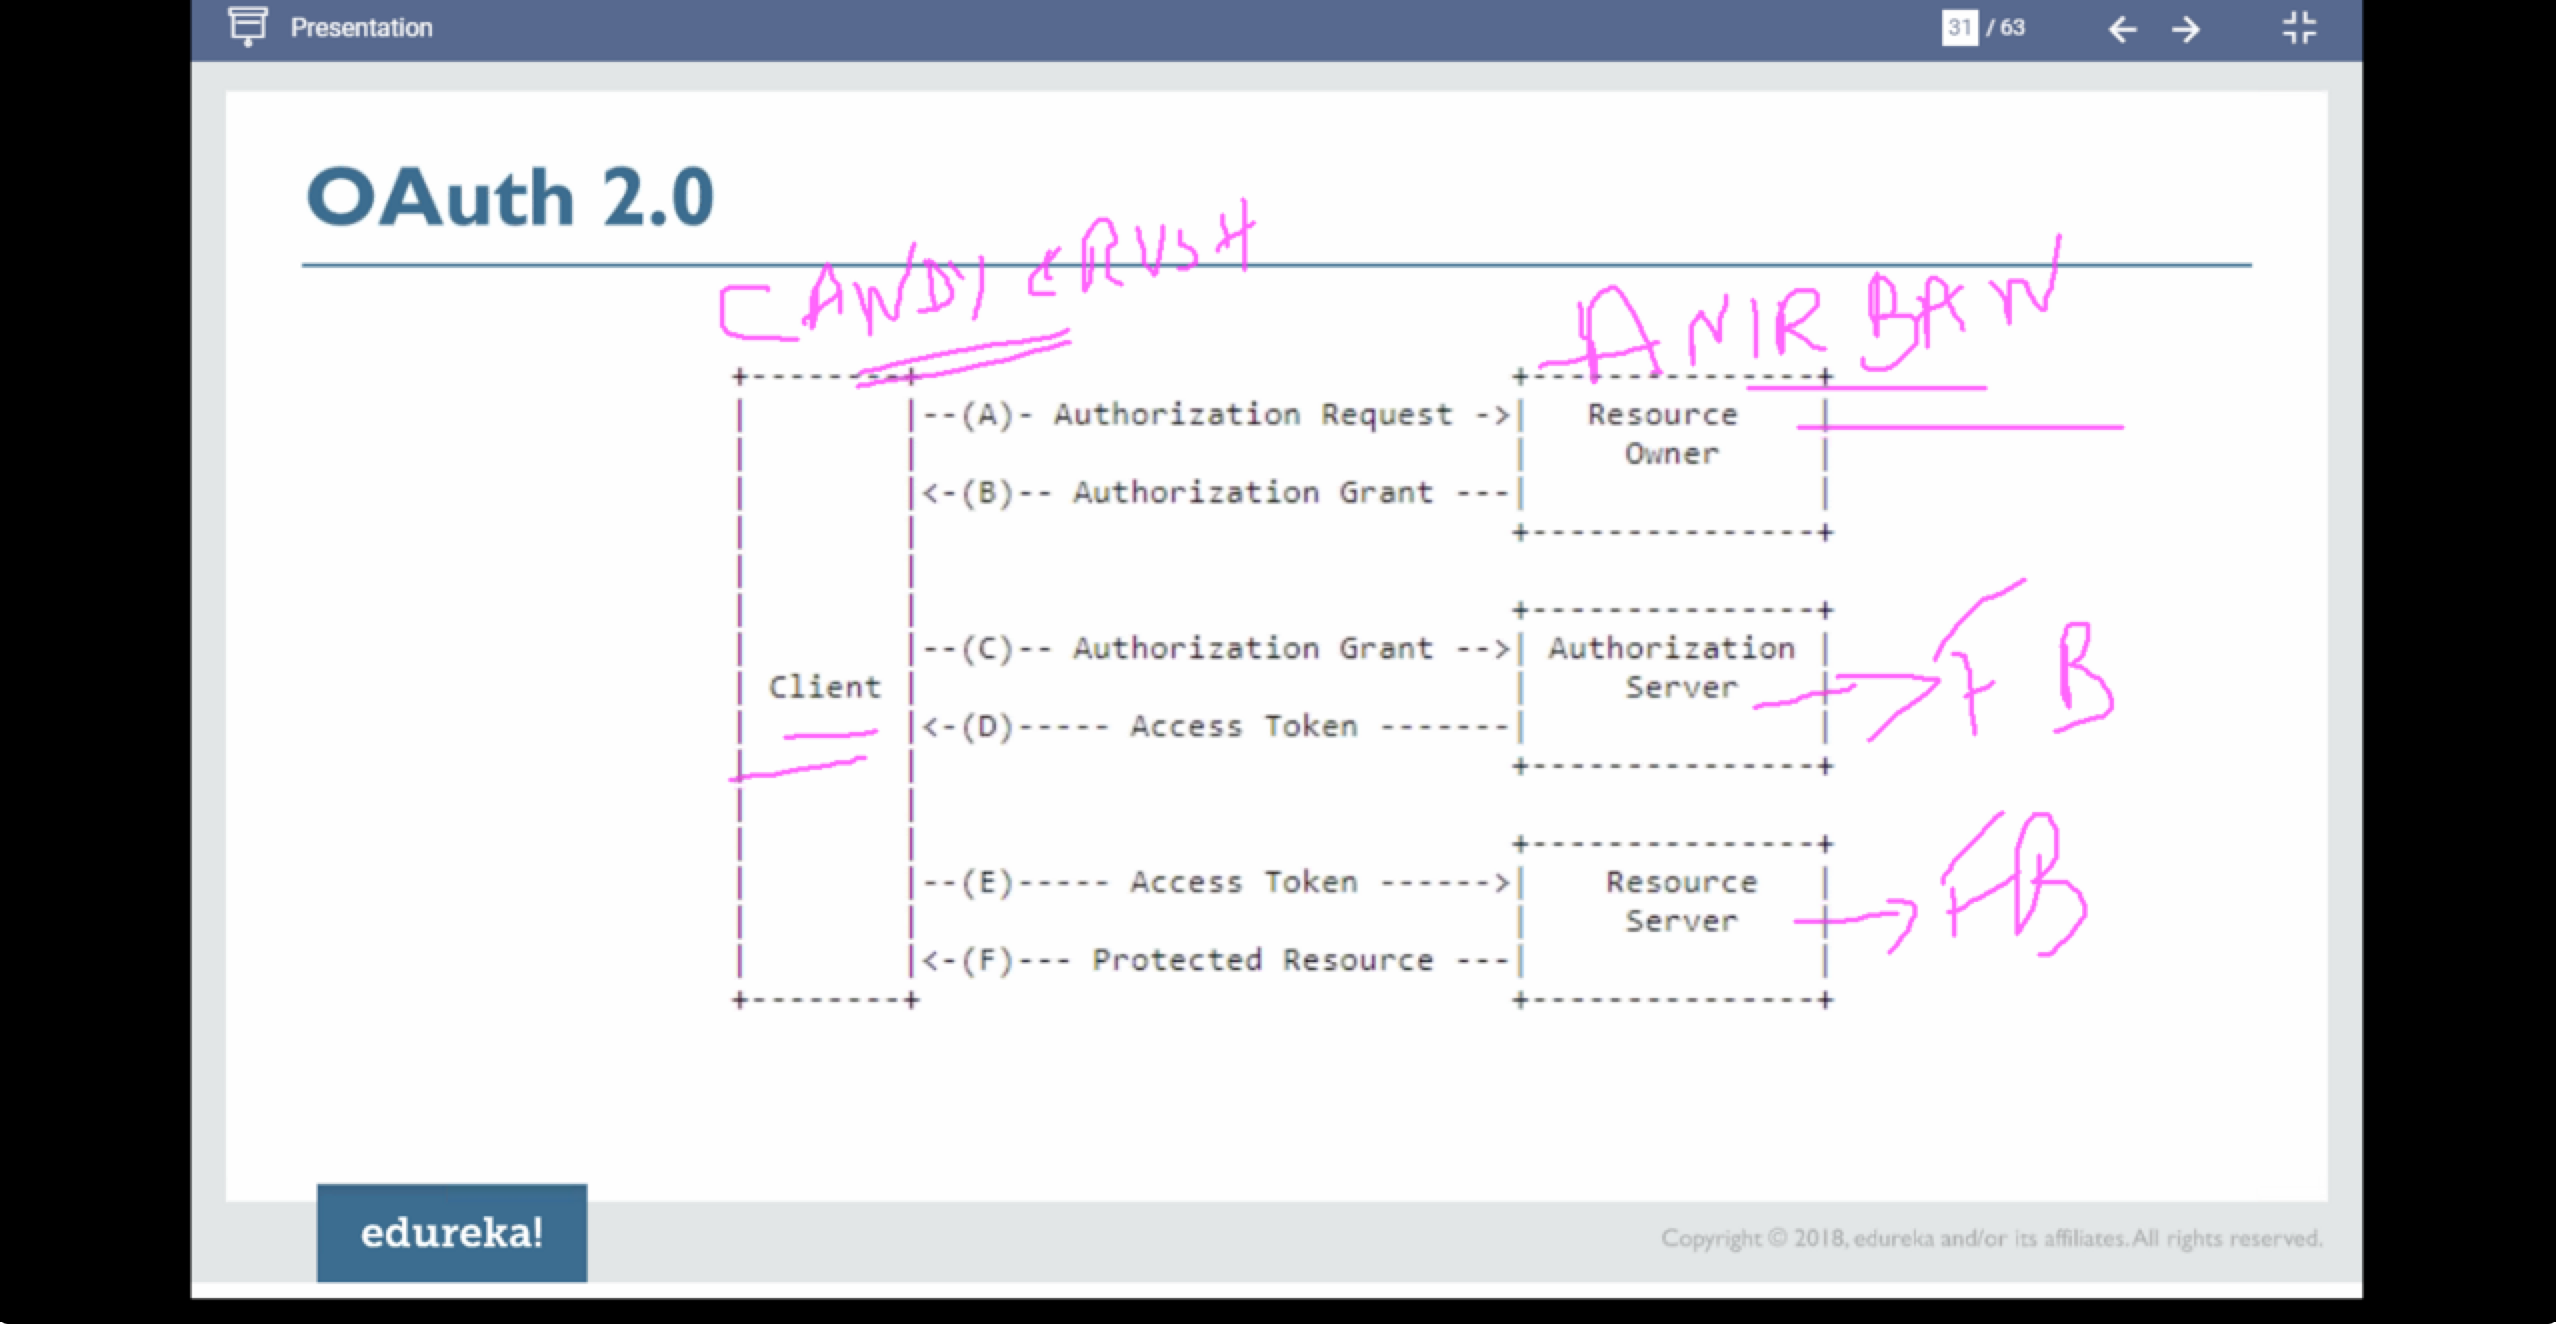 Presentation 31 / 63
OAuth 2.0
CANDY CRUSH
ANIRBAN
+--------+ +---------------+
| |--(A)- Authorization Request ->| Resource |
| | | Owner |
| |<-(B)-- Authorization Grant ---| |
| | +---------------+
| |
| | +---------------+
| |--(C)-- Authorization Grant -->| Authorization |
| Client | | Server | → FB
| |<-(D)----- Access Token -------| |
| | +---------------+
| |
| | +---------------+
| |--(E)----- Access Token ------>| Resource |
| | | Server | → FB
| |<-(F)--- Protected Resource ---| |
+--------+ +---------------+
edureka!
Copyright © 2018, edureka and/or its affiliates. All rights reserved.